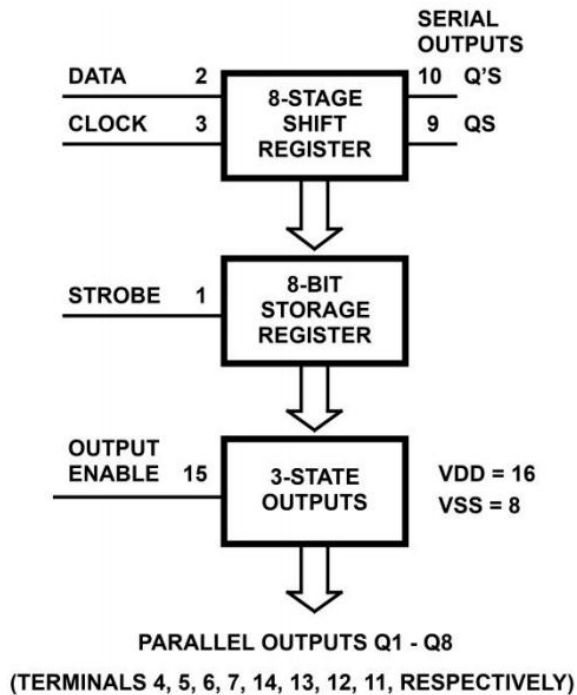 SERIAL
OUTPUTS
DATA 2
10 Q'S
CLOCK 3
9 QS
8-STAGE
SHIFT
REGISTER
STROBE 1
8-BIT
STORAGE
REGISTER
OUTPUT
ENABLE 15
3-STATE
OUTPUTS
VDD = 16
VSS = 8
PARALLEL OUTPUTS Q1 - Q8
(TERMINALS 4, 5, 6, 7, 14, 13, 12, 11, RESPECTIVELY)